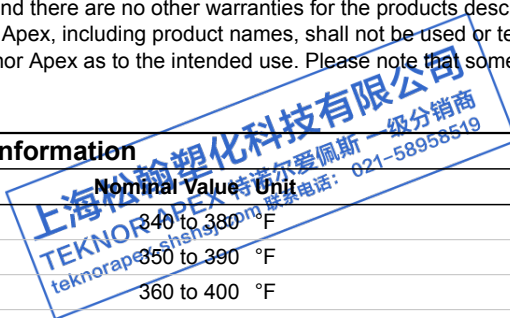 nd there are no other warranties for the products desc
Apex, including product names, shall not be used or te
nor Apex as to the intended use. Please note that some
nformation
Nominal Value Unit
340 to 380 °F
350 to 390 °F
360 to 400 °F
上海松翰塑化科技有限公司
TEKNOR APEX 特诺尔爱佩斯 一级分销商
teknorapex.shshsj.com 联系电话: 021-58958519